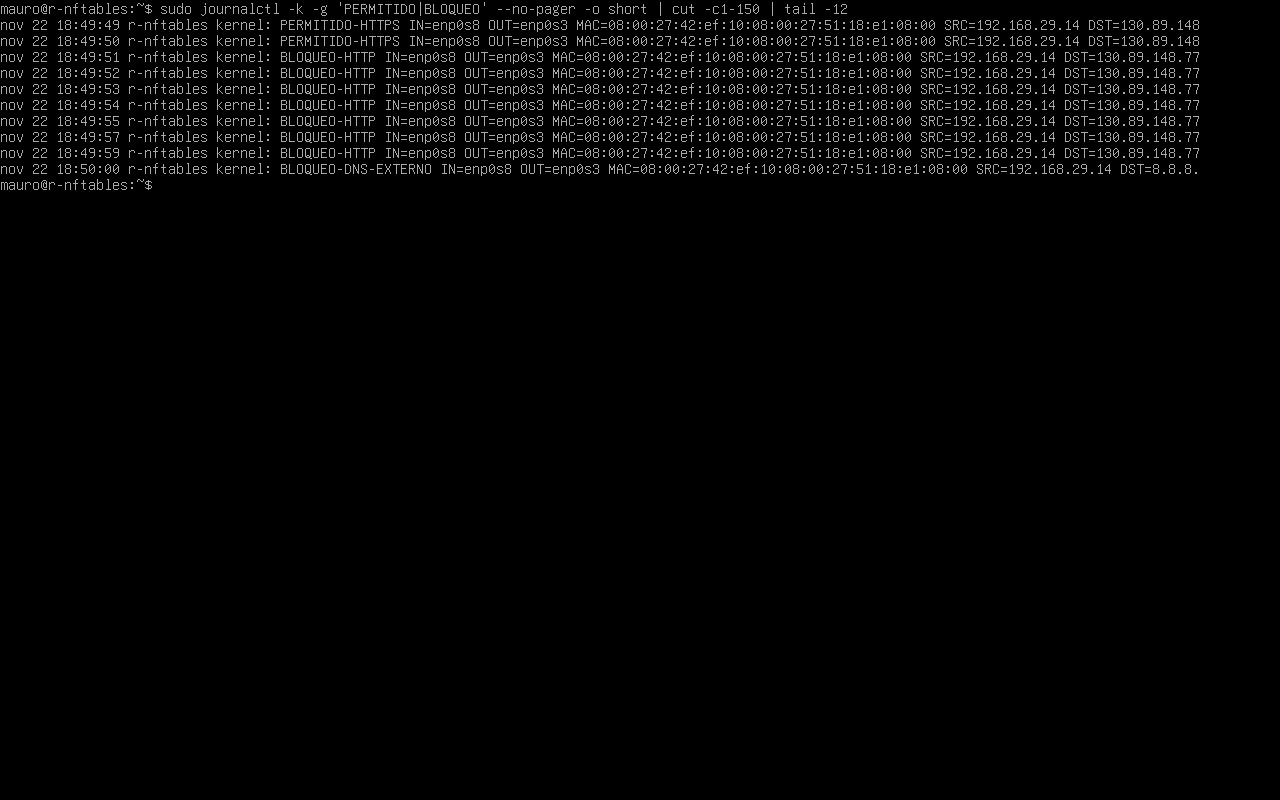 mauro@r-nftables:~$ sudo journalctl -k -g 'PERMITIDO|BLOQUEO' --no-pager -o short | cut -c1-150 | tail -12
nov 22 18:49:49 r-nftables kernel: PERMITIDO-HTTPS IN=enp0s8 OUT=enp0s3 MAC=08:00:27:42:ef:10:08:00:27:51:18:e1:08:00 SRC=192.168.29.14 DST=130.89.148
nov 22 18:49:50 r-nftables kernel: PERMITIDO-HTTPS IN=enp0s8 OUT=enp0s3 MAC=08:00:27:42:ef:10:08:00:27:51:18:e1:08:00 SRC=192.168.29.14 DST=130.89.148
nov 22 18:49:51 r-nftables kernel: BLOQUEO-HTTP IN=enp0s8 OUT=enp0s3 MAC=08:00:27:42:ef:10:08:00:27:51:18:e1:08:00 SRC=192.168.29.14 DST=130.89.148.77
nov 22 18:49:52 r-nftables kernel: BLOQUEO-HTTP IN=enp0s8 OUT=enp0s3 MAC=08:00:27:42:ef:10:08:00:27:51:18:e1:08:00 SRC=192.168.29.14 DST=130.89.148.77
nov 22 18:49:53 r-nftables kernel: BLOQUEO-HTTP IN=enp0s8 OUT=enp0s3 MAC=08:00:27:42:ef:10:08:00:27:51:18:e1:08:00 SRC=192.168.29.14 DST=130.89.148.77
nov 22 18:49:54 r-nftables kernel: BLOQUEO-HTTP IN=enp0s8 OUT=enp0s3 MAC=08:00:27:42:ef:10:08:00:27:51:18:e1:08:00 SRC=192.168.29.14 DST=130.89.148.77
nov 22 18:49:55 r-nftables kernel: BLOQUEO-HTTP IN=enp0s8 OUT=enp0s3 MAC=08:00:27:42:ef:10:08:00:27:51:18:e1:08:00 SRC=192.168.29.14 DST=130.89.148.77
nov 22 18:49:57 r-nftables kernel: BLOQUEO-HTTP IN=enp0s8 OUT=enp0s3 MAC=08:00:27:42:ef:10:08:00:27:51:18:e1:08:00 SRC=192.168.29.14 DST=130.89.148.77
nov 22 18:49:59 r-nftables kernel: BLOQUEO-HTTP IN=enp0s8 OUT=enp0s3 MAC=08:00:27:42:ef:10:08:00:27:51:18:e1:08:00 SRC=192.168.29.14 DST=130.89.148.77
nov 22 18:50:00 r-nftables kernel: BLOQUEO-DNS-EXTERNO IN=enp0s8 OUT=enp0s3 MAC=08:00:27:42:ef:10:08:00:27:51:18:e1:08:00 SRC=192.168.29.14 DST=8.8.8.
mauro@r-nftables:~$